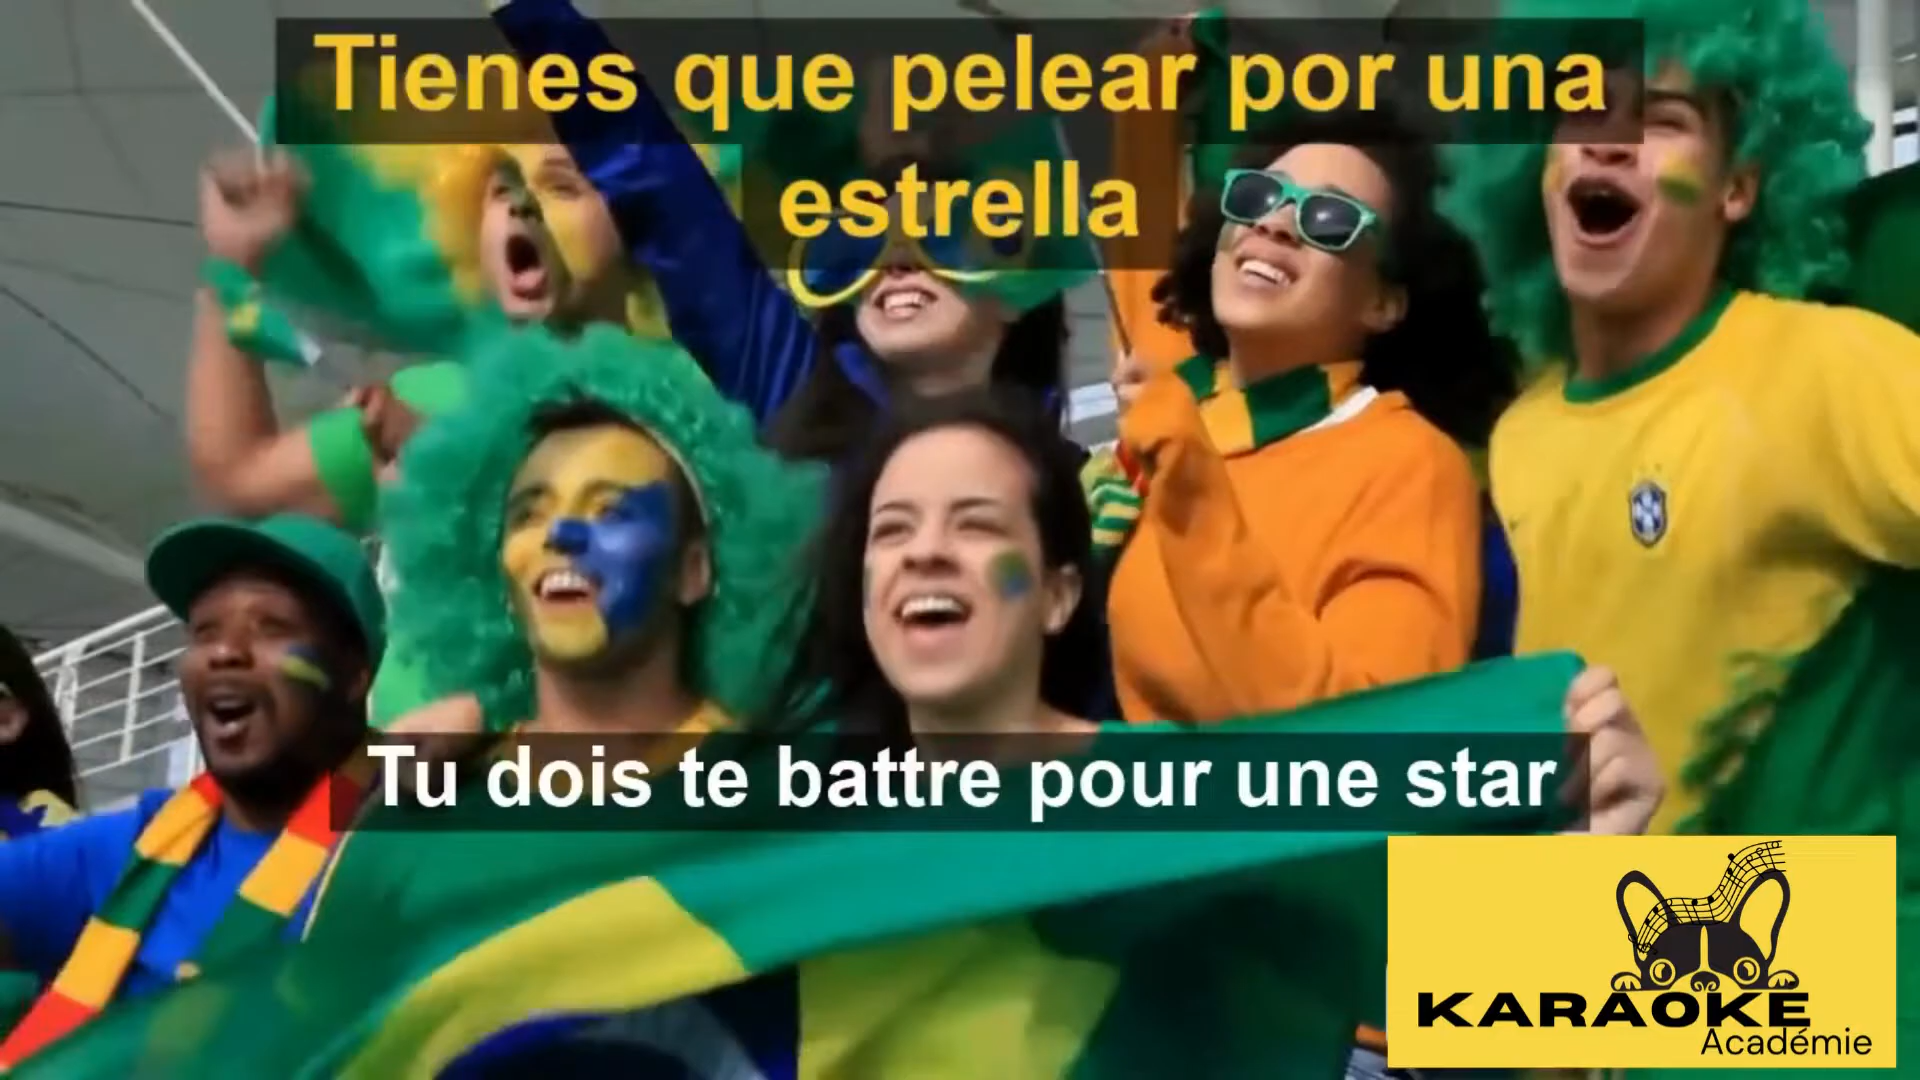 Tienes que pelear por una
estrella
Tu dois te battre pour une star
KARAOKE
Académie